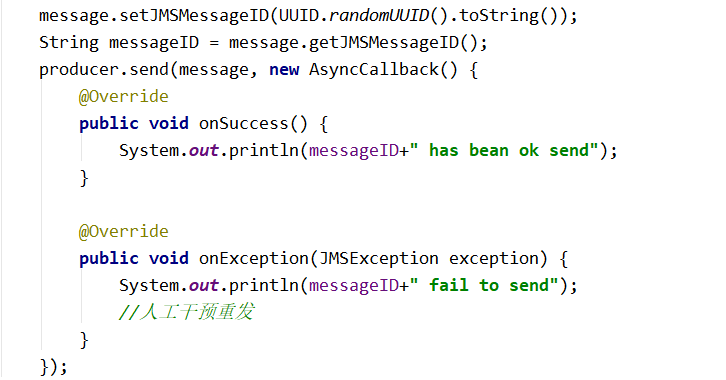 message.setJMSMessageID(UUID.randomUUID().toString());
String messageID = message.getJMSMessageID();
producer.send(message, new AsyncCallback() {
@Override
public void onSuccess() {
System.out.println(messageID+" has bean ok send");
}
@Override
public void onException(JMSException exception) {
System.out.println(messageID+" fail to send");
//人工干预重发
}
});